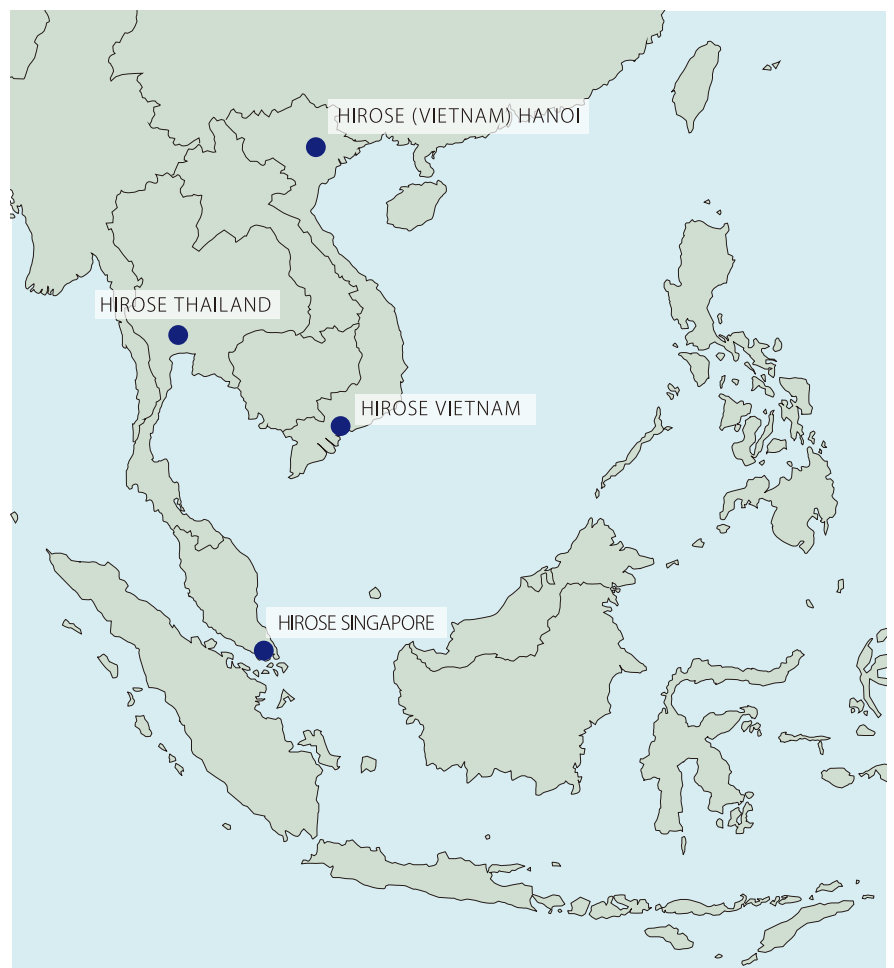 HIROSE (VIETNAM) HANOI
HIROSE THAILAND
HIROSE VIETNAM
HIROSE SINGAPORE